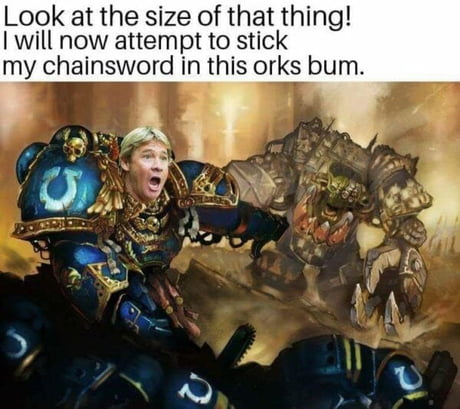 Look at the size of that thing!
I will now attempt to stick
my chainsword in this orks bum.